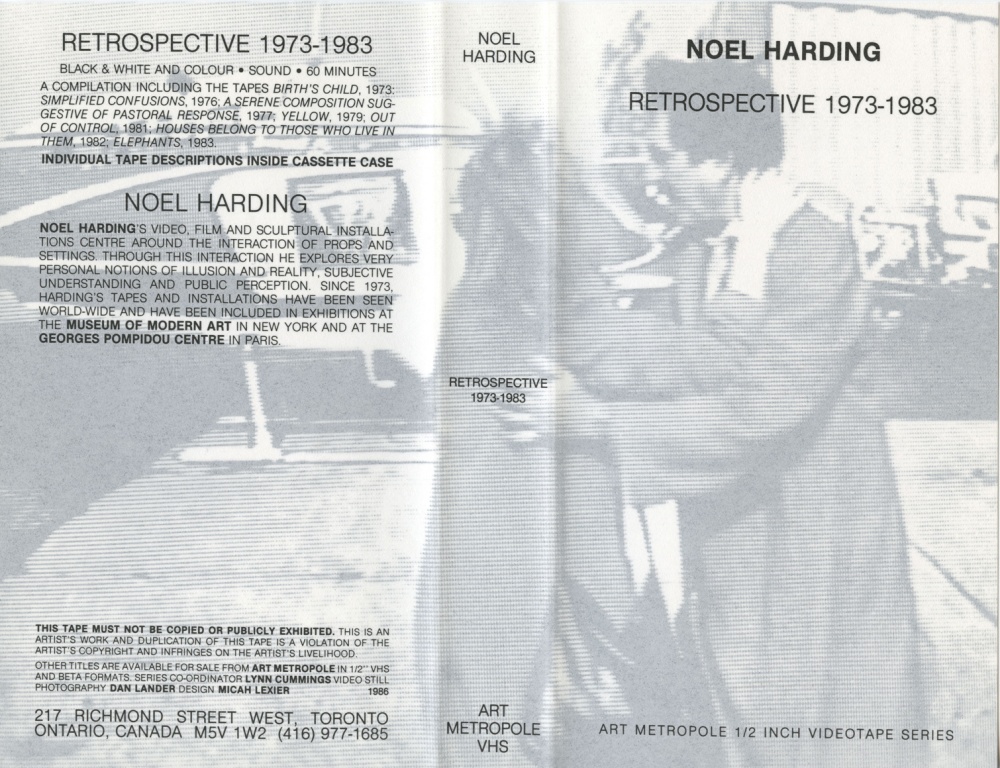 RETROSPECTIVE 1973-1983
BLACK & WHITE AND COLOUR • SOUND • 60 MINUTES
A COMPILATION INCLUDING THE TAPES BIRTH'S CHILD, 1973:
SIMPLIFIED CONFUSIONS, 1976; A SERENE COMPOSITION SUG-
GESTIVE OF PASTORAL RESPONSE, 1977; YELLOW, 1979; OUT
OF CONTROL, 1981; HOUSES BELONG TO THOSE WHO LIVE IN
THEM, 1982; ELEPHANTS, 1983.
INDIVIDUAL TAPE DESCRIPTIONS INSIDE CASSETTE CASE
NOEL HARDING
NOEL HARDING'S VIDEO, FILM AND SCULPTURAL INSTALLA-
TIONS CENTRE AROUND THE INTERACTION OF PROPS AND
SETTINGS. THROUGH THIS INTERACTION HE EXPLORES VERY
PERSONAL NOTIONS OF ILLUSION AND REALITY, SUBJECTIVE
UNDERSTANDING AND PUBLIC PERCEPTION. SINCE 1973,
HARDING'S TAPES AND INSTALLATIONS HAVE BEEN SEEN
WORLD-WIDE AND HAVE BEEN INCLUDED IN EXHIBITIONS AT
THE MUSEUM OF MODERN ART IN NEW YORK AND AT THE
GEORGES POMPIDOU CENTRE IN PARIS.
THIS TAPE MUST NOT BE COPIED OR PUBLICLY EXHIBITED. THIS IS AN
ARTIST'S WORK AND DUPLICATION OF THIS TAPE IS A VIOLATION OF THE
ARTIST'S COPYRIGHT AND INFRINGES ON THE ARTIST'S LIVELIHOOD.
OTHER TITLES ARE AVAILABLE FOR SALE FROM ART METROPOLE IN 1/2" VHS
AND BETA FORMATS. SERIES CO-ORDINATOR LYNN CUMMINGS VIDEO STILL
PHOTOGRAPHY DAN LANDER DESIGN MICAH LEXIER 1986
217 RICHMOND STREET WEST, TORONTO
ONTARIO, CANADA M5V 1W2 (416) 977-1685
NOEL
HARDING
RETROSPECTIVE
1973-1983
ART
METROPOLE
VHS
NOEL HARDING
RETROSPECTIVE 1973-1983
ART METROPOLE 1/2 INCH VIDEOTAPE SERIES